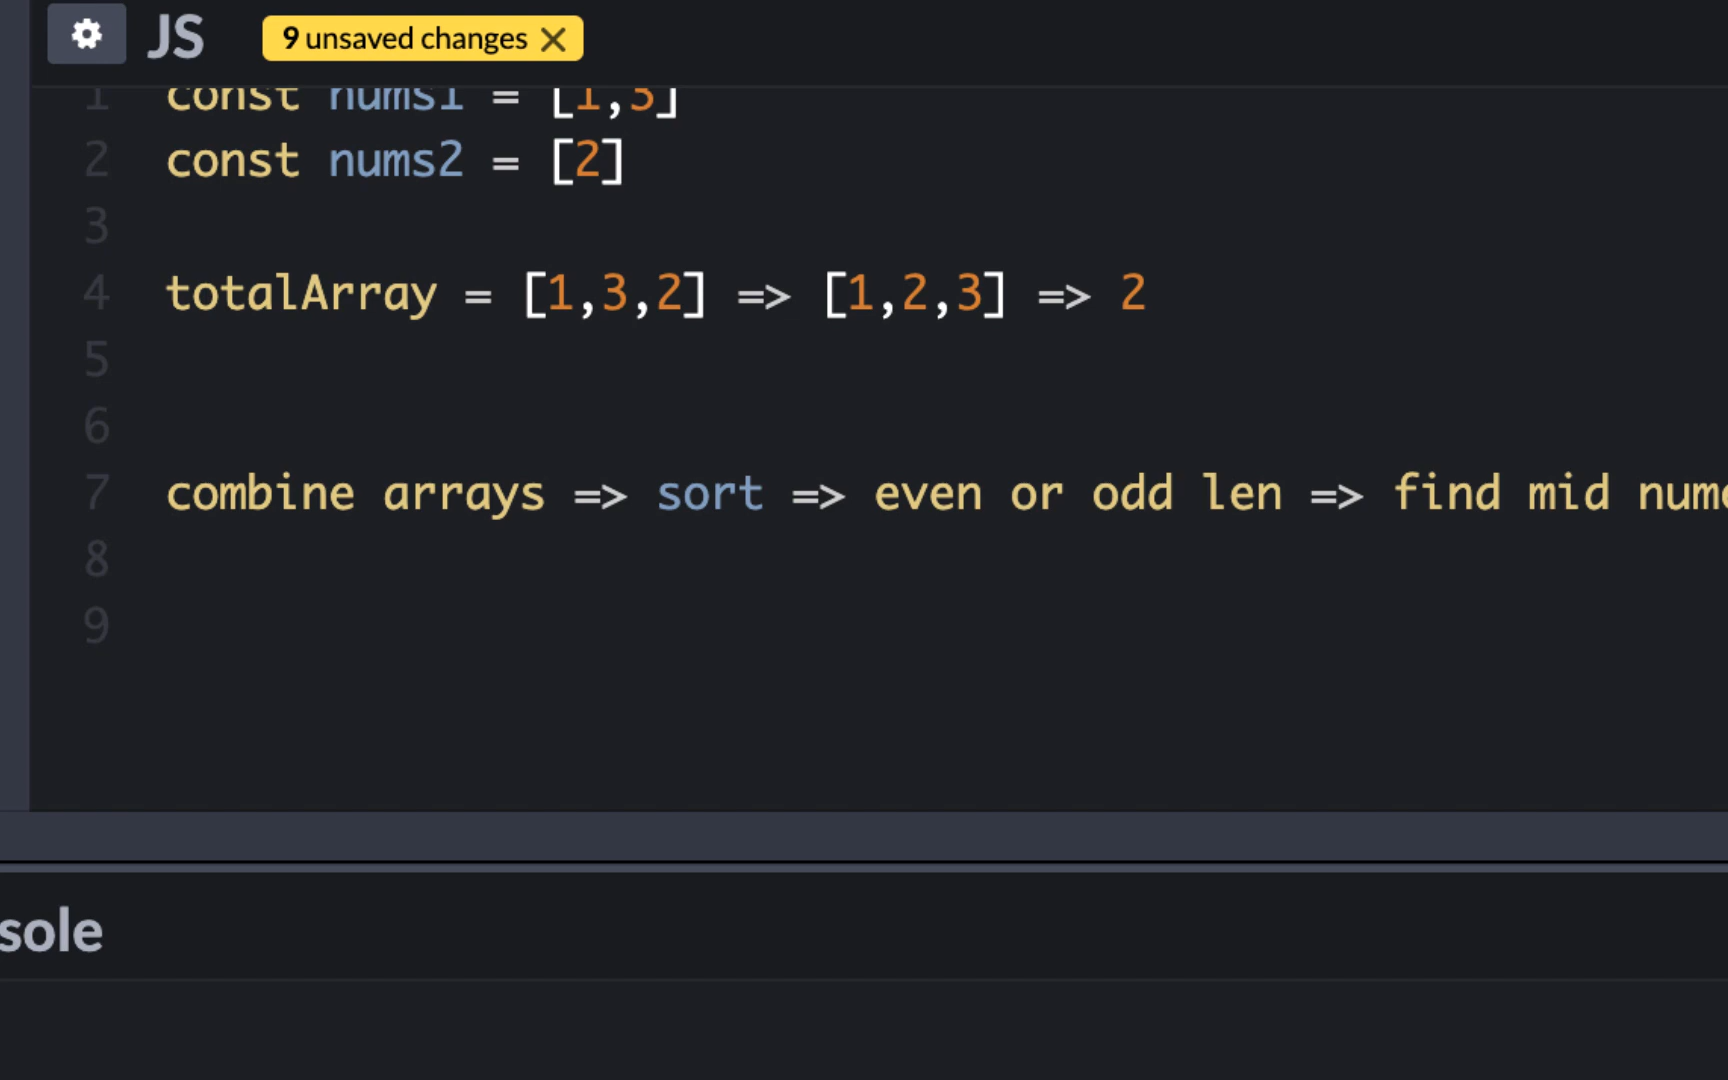 JS
9 unsaved changes
1 const nums1 = [1,3]
2 const nums2 = [2]
3
4 totalArray = [1,3,2] => [1,2,3] => 2
5
6
7 combine arrays => sort => even or odd len => find mid num
8
9
sole